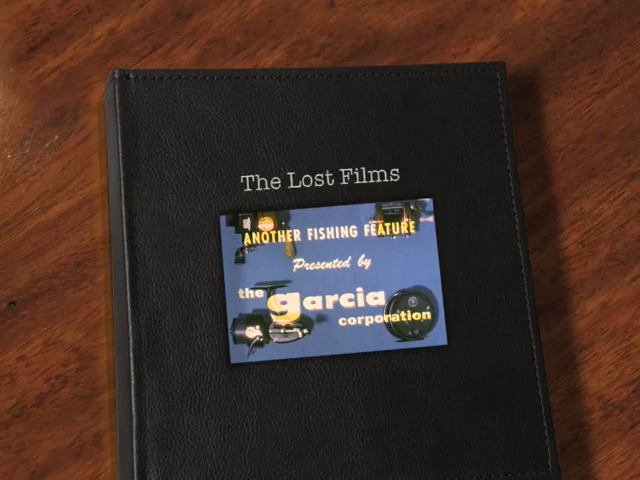 The Lost Films
ANOTHER FISHING FEATURE
Presented by
the garcia
corporation